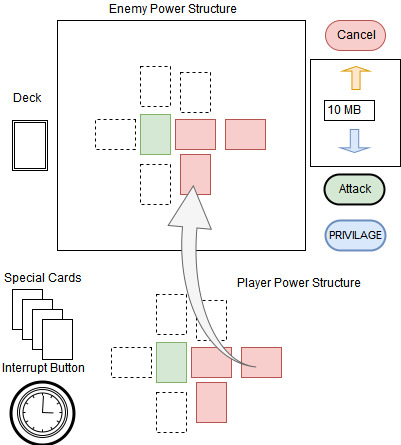 Enemy Power Structure
Cancel
Deck
10 MB
Attack
PRIVILAGE
Special Cards
Player Power Structure
Interrupt Button